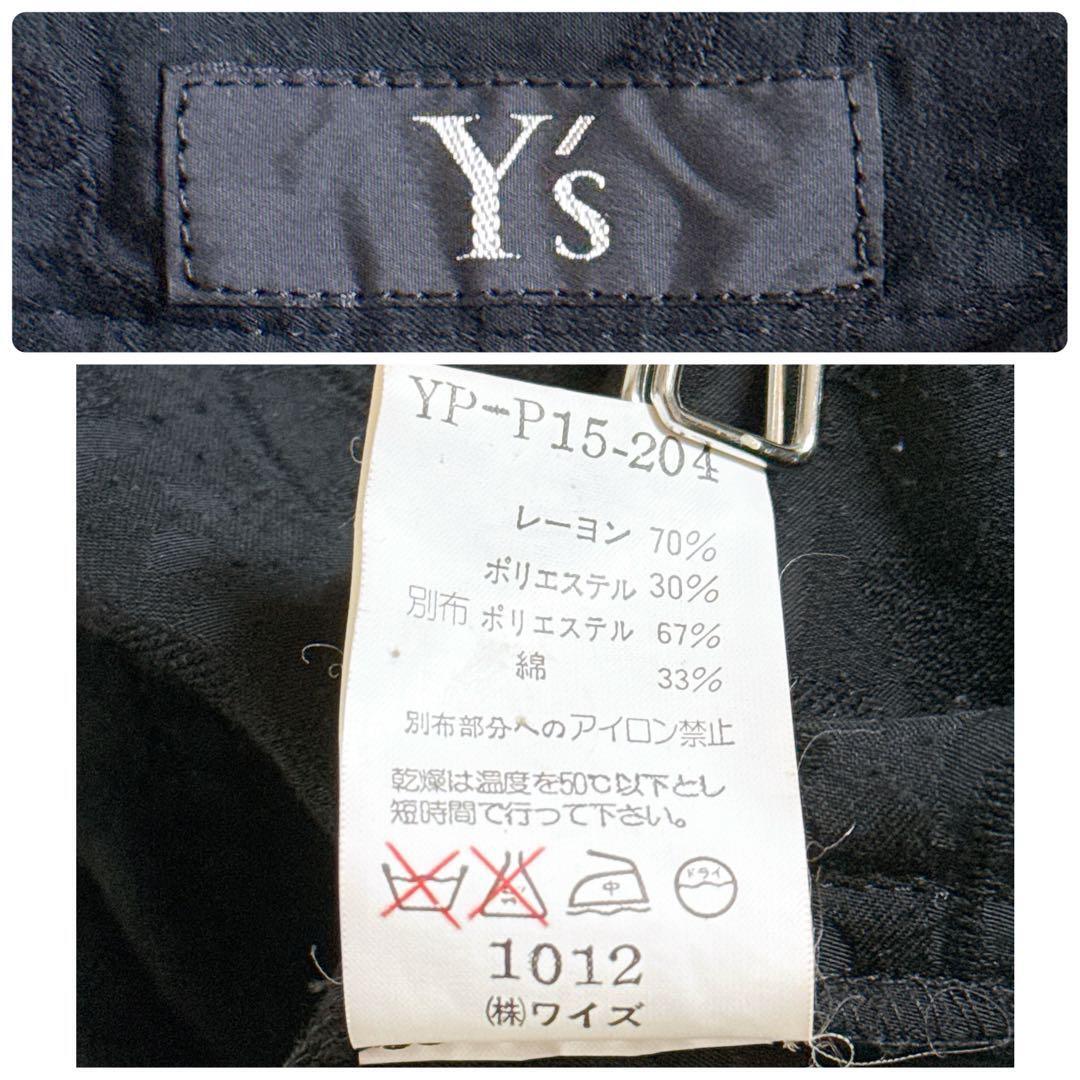 Y's
YP-P15-204
レーヨン 70%
ポリエステル 30%
別布 ポリエステル 67%
綿 33%
別布部分へのアイロン禁止
乾燥は温度を50℃以下とし
短時間で行って下さい。
中 ドライ
1012
(株)ワイズ